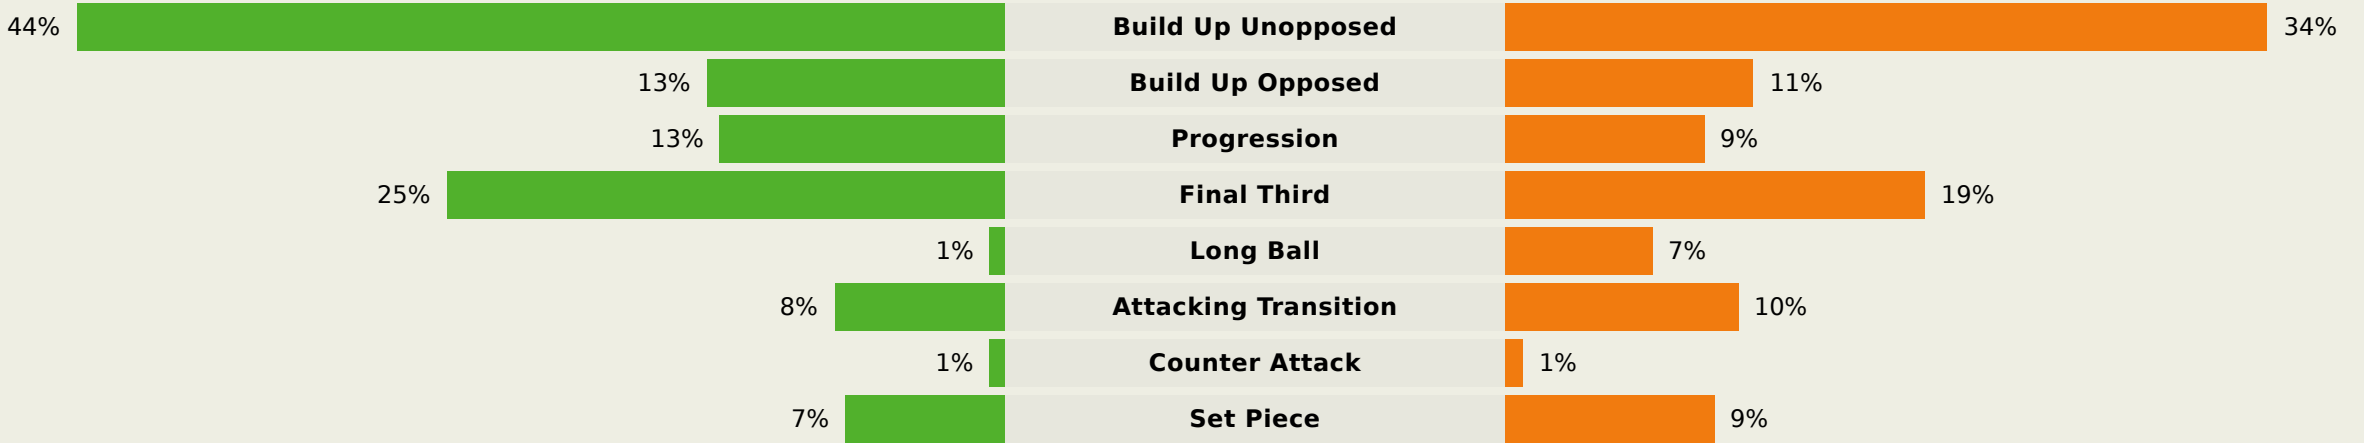 44% Build Up Unopposed 34%
13% Build Up Opposed 11%
13% Progression 9%
25% Final Third 19%
1% Long Ball 7%
8% Attacking Transition 10%
1% Counter Attack 1%
7% Set Piece 9%